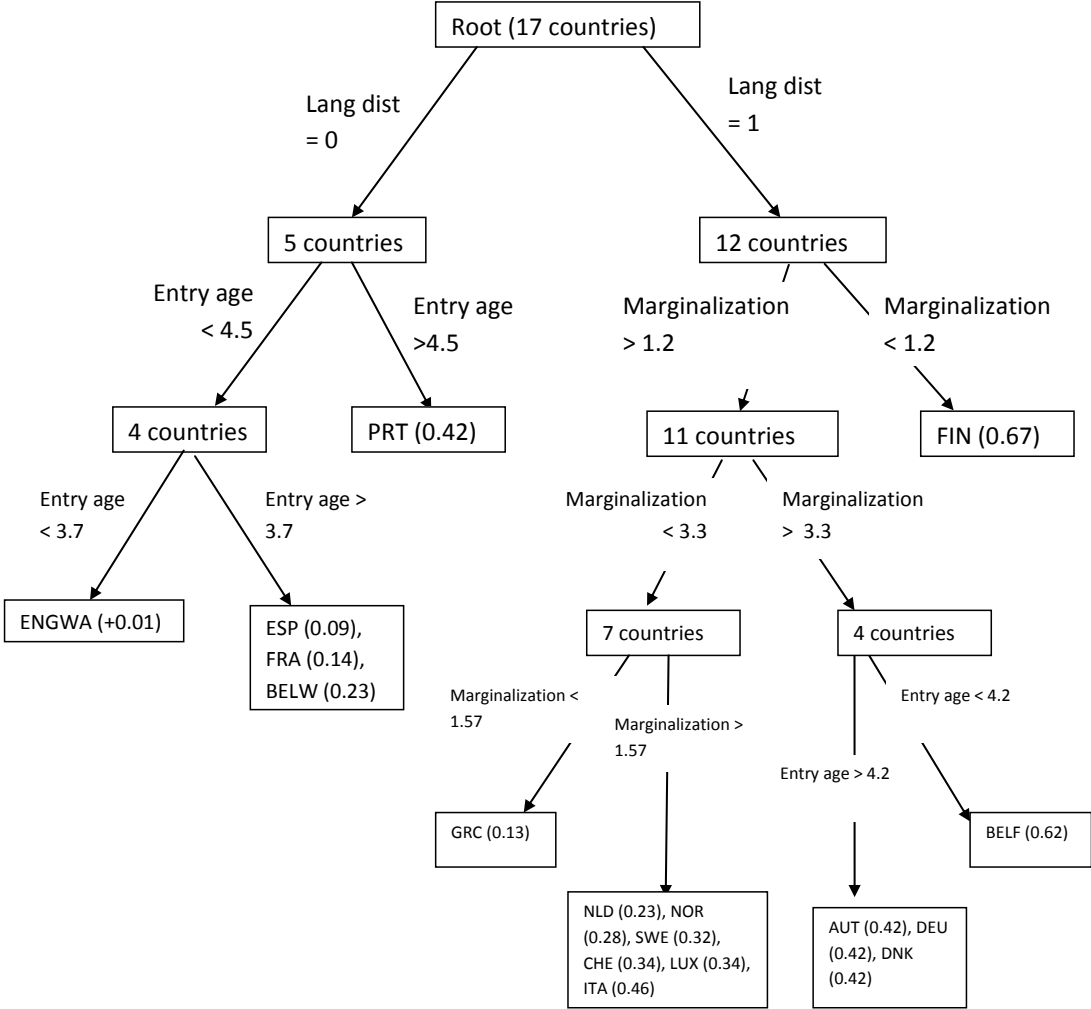 Root (17 countries)
Lang dist
= 0
Lang dist
= 1
5 countries
12 countries
Entry age
< 4.5
Entry age
>4.5
Marginalization
> 1.2
Marginalization
< 1.2
4 countries
PRT (0.42)
11 countries
FIN (0.67)
Entry age
< 3.7
Entry age >
3.7
Marginalization
< 3.3
Marginalization
> 3.3
ENGWA (+0.01)
ESP (0.09),
FRA (0.14),
BELW (0.23)
7 countries
4 countries
Marginalization <
1.57
Marginalization >
1.57
Entry age < 4.2
Entry age > 4.2
GRC (0.13)
BELF (0.62)
NLD (0.23), NOR
(0.28), SWE (0.32),
CHE (0.34), LUX (0.34),
ITA (0.46)
AUT (0.42), DEU
(0.42), DNK
(0.42)